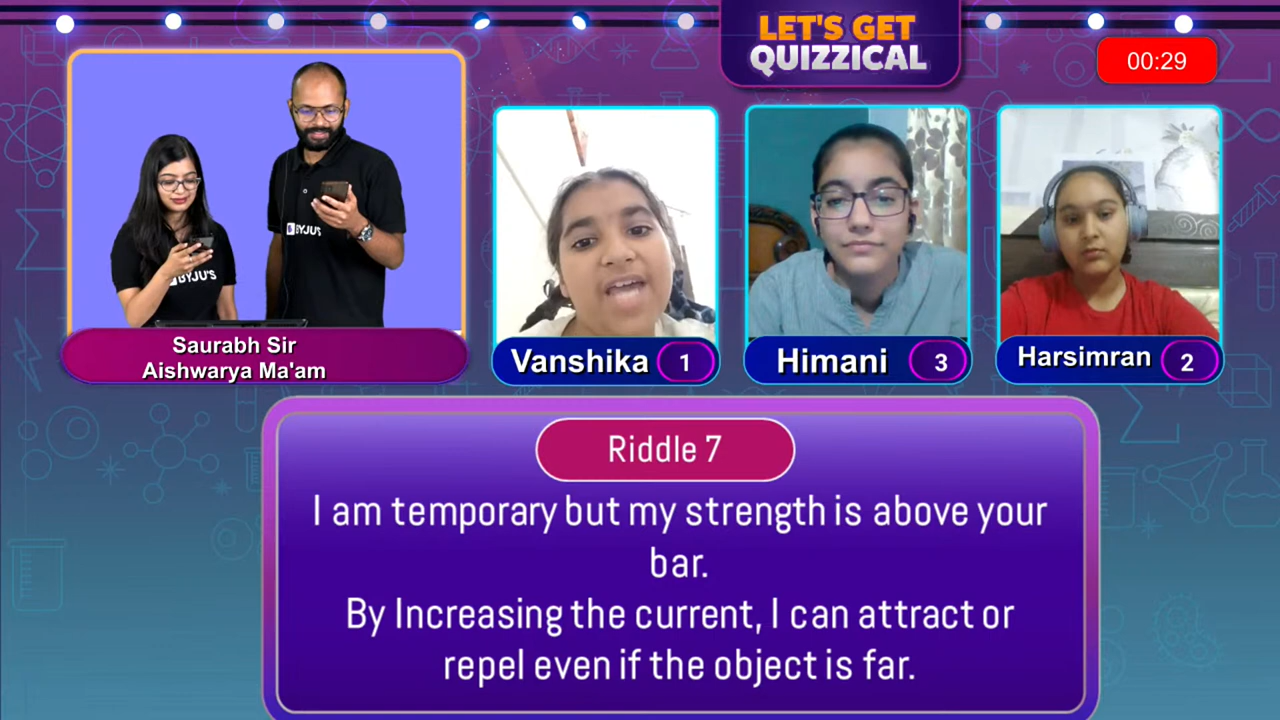 LET'S GET
QUIZZICAL
00:29
BYJU'S
BYJU'S
Saurabh Sir
Aishwarya Ma'am
Vanshika 1
Himani 3
Harsimran 2
Riddle 7
I am temporary but my strength is above your
bar.
By Increasing the current, I can attract or
repel even if the object is far.